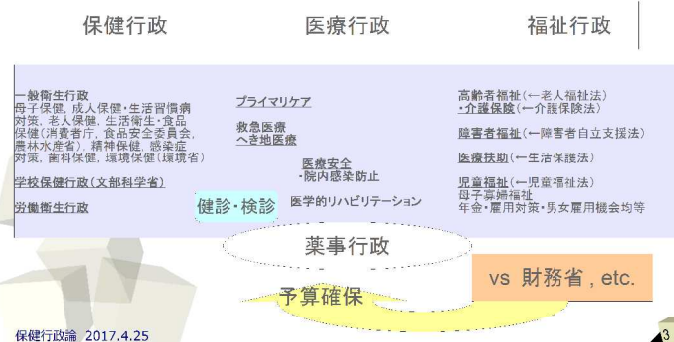 保健行政
医療行政
福祉行政
一般衛生行政
母子保健, 成人保健・生活習慣病
対策, 老人保健, 生活衛生・食品
保健(消費者庁, 食品安全委員会,
農林水産省), 精神保健, 感染症
対策, 歯科保健, 環境保健(環境省)
学校保健行政(文部科学省)
労働衛生行政
プライマリケア
救急医療
へき地医療
医療安全
・院内感染防止
健診・検診
医学的リハビリテーション
高齢者福祉(←老人福祉法)
・介護保険(←介護保険法)
障害者福祉(←障害者自立支援法)
医療扶助(←生活保護法)
児童福祉(←児童福祉法)
母子寡婦福祉
年金・雇用対策・男女雇用機会均等
薬事行政
vs 財務省 , etc.
予算確保
保健行政論 2017.4.25
3